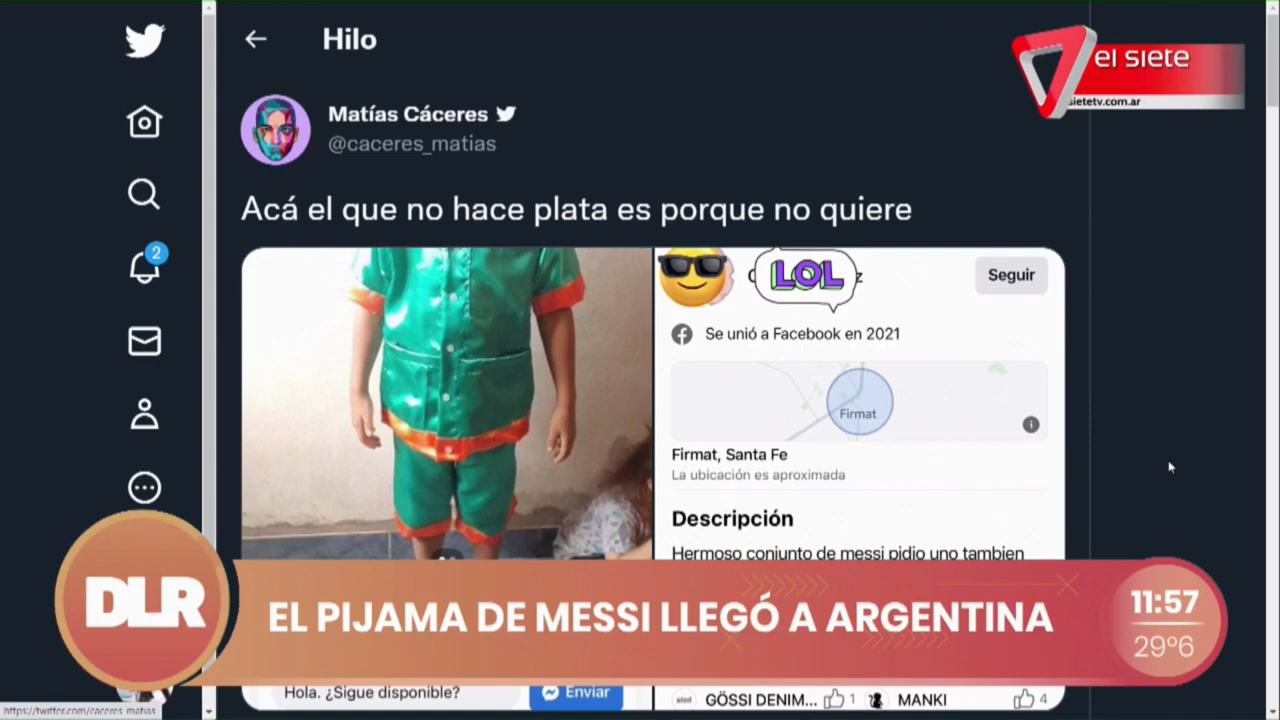 Hilo
el siete
sietetv.com.ar
Matías Cáceres
@caceres_matias
2
Acá el que no hace plata es porque no quiere
LOL
Seguir
Se unió a Facebook en 2021
Firmat
Firmat, Santa Fe
La ubicación es aproximada
Descripción
Hermoso conjunto de messi pidio uno tambien
DLR
EL PIJAMA DE MESSI LLEGÓ A ARGENTINA
11:57
29º6
Hola. ¿Sigue disponible?
Enviar
GÖSSI DENIM... 1
MANKI 4
https://twitter.com/caceres_matias